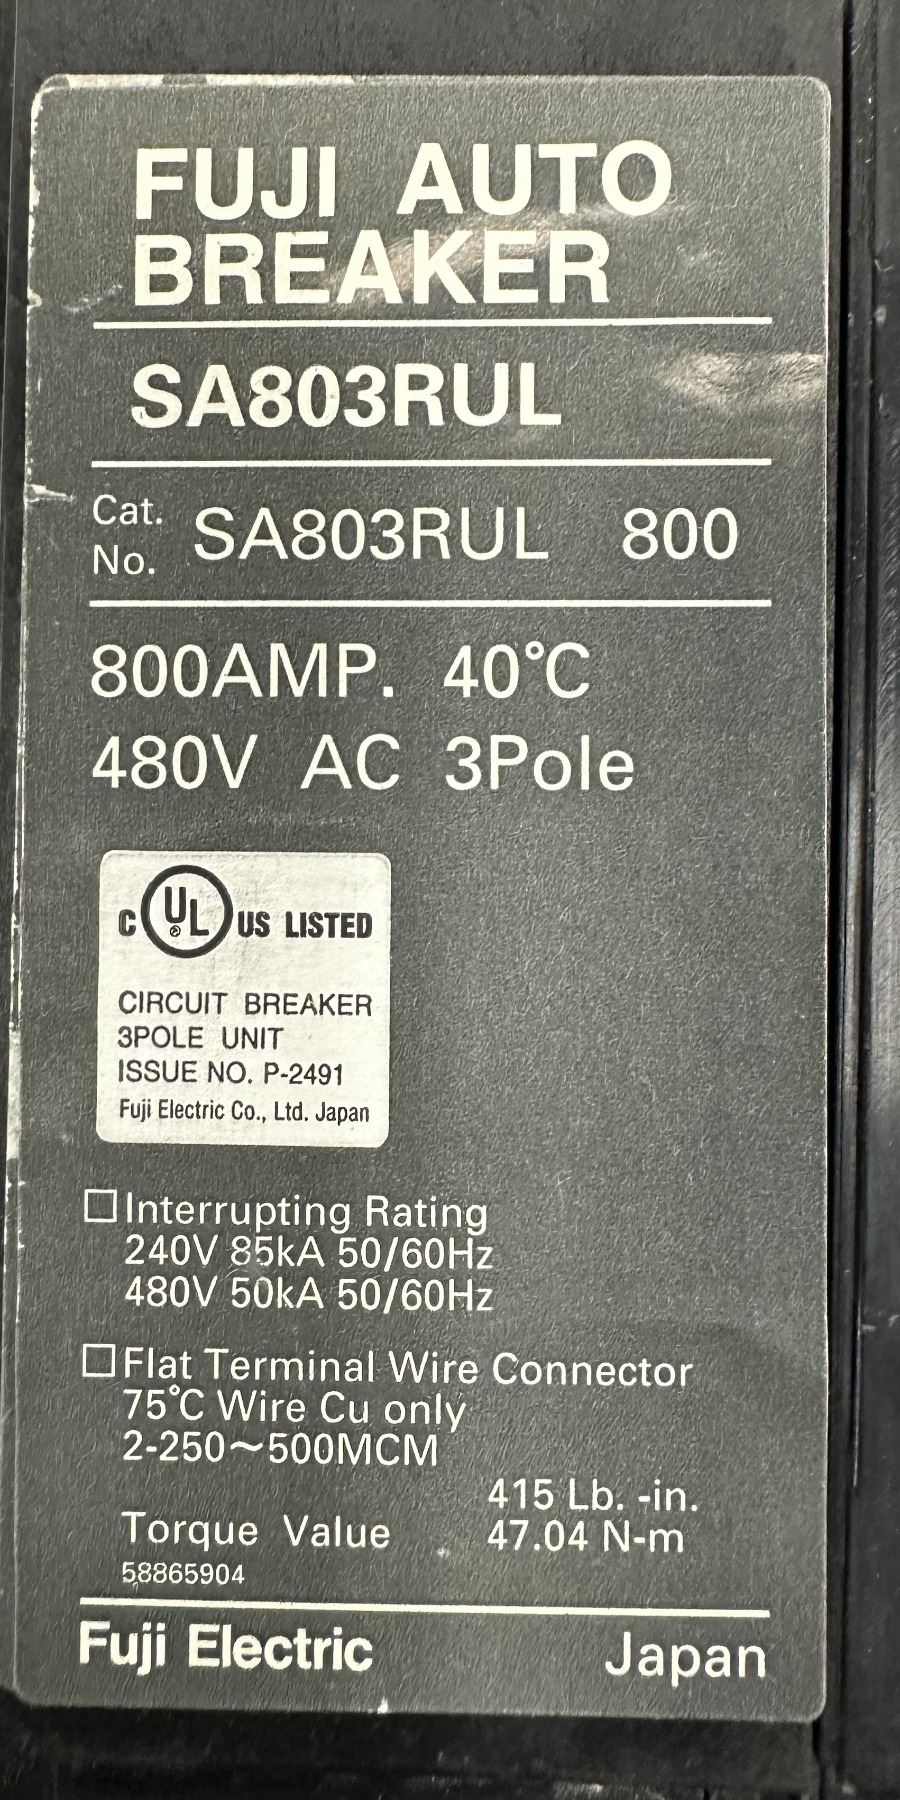 FUJI AUTO
BREAKER
SA803RUL
Cat. No. SA803RUL 800
800AMP. 40°C
480V AC 3Pole
C UL US LISTED
CIRCUIT BREAKER
3POLE UNIT
ISSUE NO. P-2491
Fuji Electric Co., Ltd. Japan
□Interrupting Rating
240V 85kA 50/60Hz
480V 50kA 50/60Hz
□Flat Terminal Wire Connector
75°C Wire Cu only
2-250~500MCM
415 Lb. -in.
Torque Value 47.04 N-m
58865904
Fuji Electric Japan